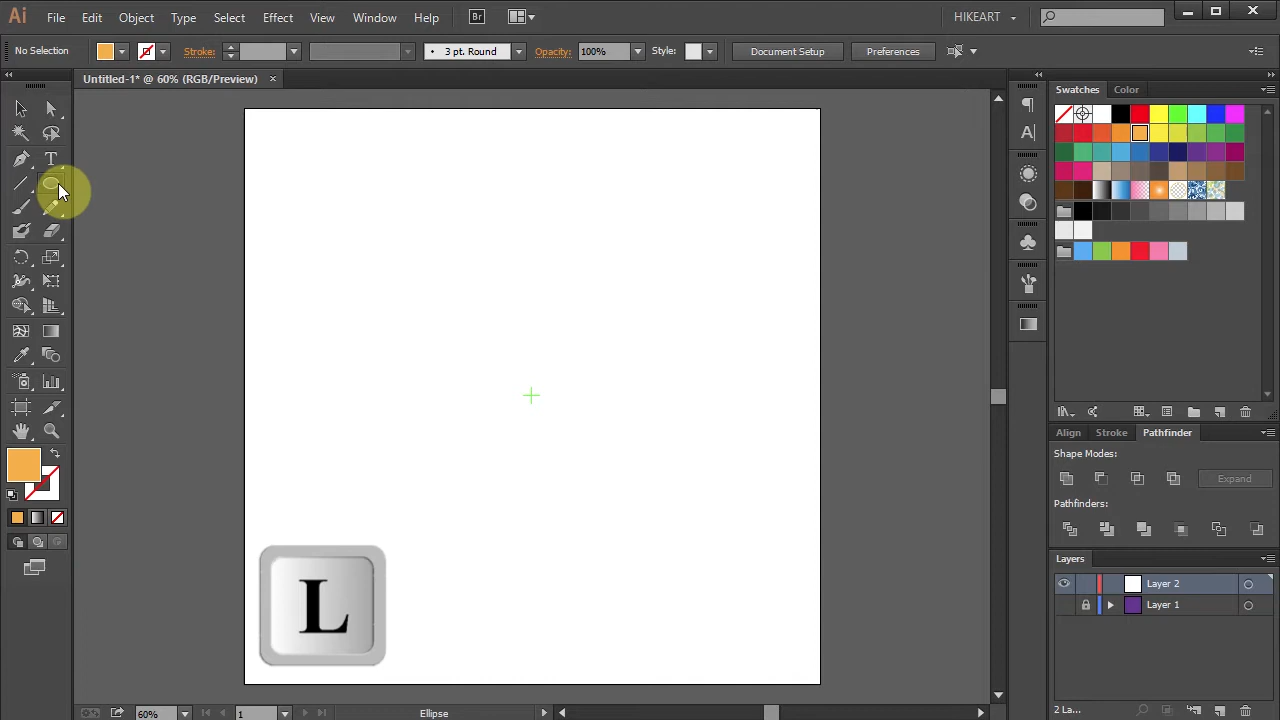 Ai File Edit Object Type Select Effect View Window Help Br HIKEART
No Selection Stroke: 3 pt. Round Opacity: 100% Style: Document Setup Preferences
Untitled-1* @ 60% (RGB/Preview)
Swatches Color
T
A
Align Stroke Pathfinder
Shape Modes:
Expand
Pathfinders:
Layers
Layer 2
Layer 1
L
2 La...
60% 1 Ellipse